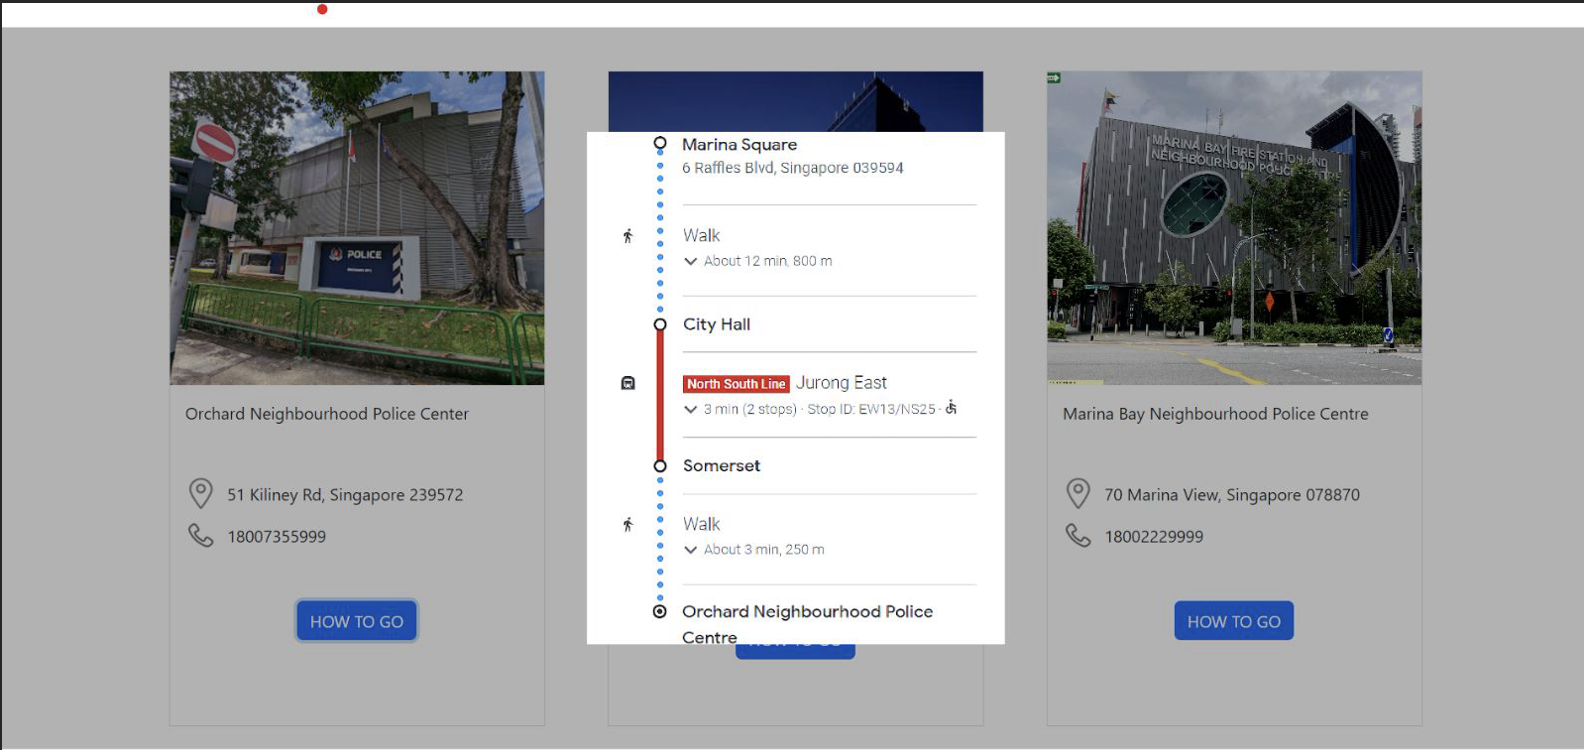 POLICE
MARINA BAY FIRE STATION AND
NEIGHBOURHOOD POLICE CENTRE
Orchard Neighbourhood Police Center
51 Kiliney Rd, Singapore 239572
18007355999
HOW TO GO
Marina Square
6 Raffles Blvd, Singapore 039594
Walk
About 12 min, 800 m
City Hall
North South Line Jurong East
3 min (2 stops) · Stop ID: EW13/NS25 ·
Somerset
Walk
About 3 min, 250 m
Orchard Neighbourhood Police
Centre
Marina Bay Neighbourhood Police Centre
70 Marina View, Singapore 078870
18002229999
HOW TO GO